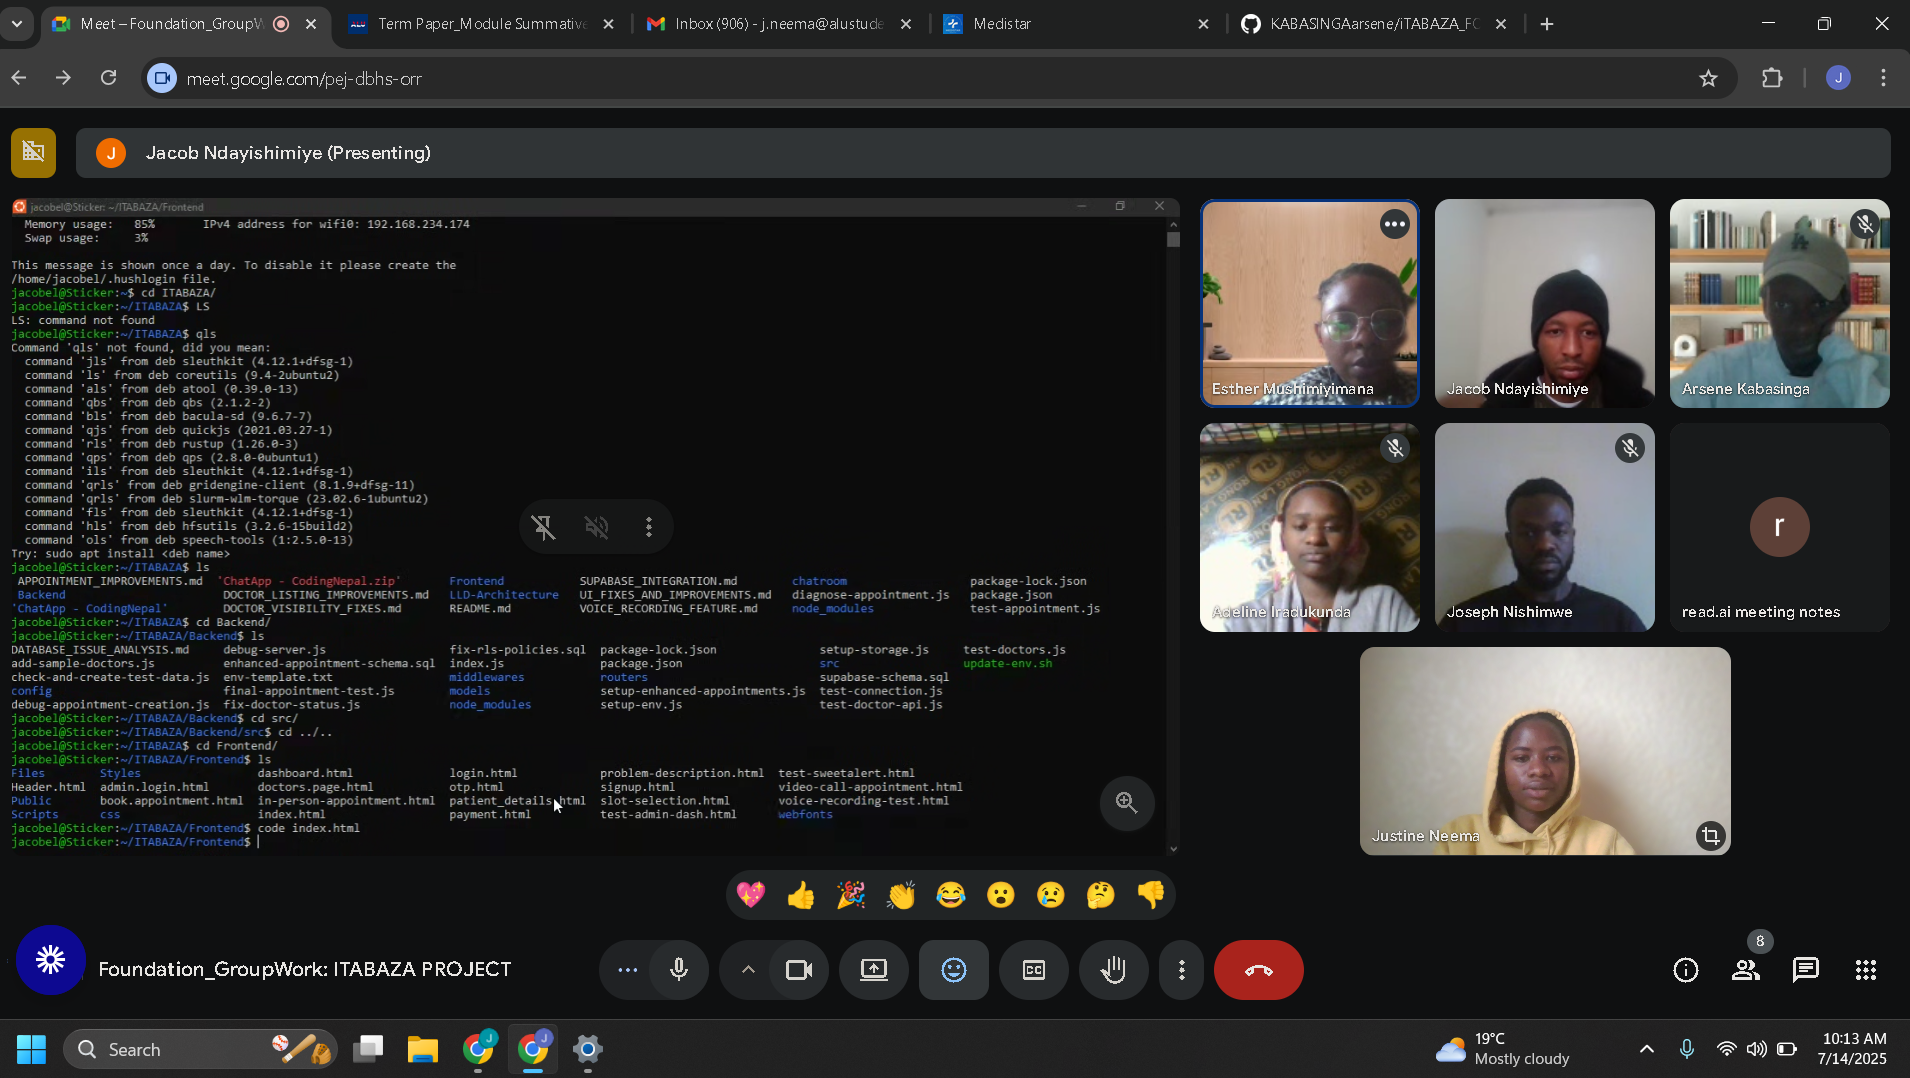 Meet – Foundation_GroupW
Term Paper_Module Summative
Inbox (906) - j.neema@alustude
Medistar
KABASINGAarsene/iTABAZA_FO
meet.google.com/pej-dbhs-orr
J
J
Jacob Ndayishimiye (Presenting)
jacobel@Sticker: ~/ITABAZA/Frontend
Memory usage: 85% IPv4 address for wifi0: 192.168.234.174
Swap usage: 3%
This message is shown once a day. To disable it please create the
/home/jacobel/.hushlogin file.
jacobel@Sticker:~$ cd ITABAZA/
jacobel@Sticker:~/ITABAZA$ LS
LS: command not found
jacobel@Sticker:~/ITABAZA$ qls
Command 'qls' not found, did you mean:
command 'jls' from deb sleuthkit (4.12.1+dfsg-1)
command 'ls' from deb coreutils (9.4-2ubuntu2)
command 'als' from deb atool (0.39.0-13)
command 'qbs' from deb qbs (2.1.2-2)
command 'bls' from deb bacula-sd (9.6.7-7)
command 'qjs' from deb quickjs (2021.03.27-1)
command 'rls' from deb rustup (1.26.0-3)
command 'qps' from deb qps (2.8.0-0ubuntu1)
command 'ils' from deb sleuthkit (4.12.1+dfsg-1)
command 'qrls' from deb gridengine-client (8.1.9+dfsg-11)
command 'qrls' from deb slurm-wlm-torque (23.02.6-1ubuntu2)
command 'fls' from deb sleuthkit (4.12.1+dfsg-1)
command 'hls' from deb hfsutils (3.2.6-15build2)
command 'ols' from deb speech-tools (1:2.5.0-13)
Try: sudo apt install <deb name>
jacobel@Sticker:~/ITABAZA$ ls
APPOINTMENT_IMPROVEMENTS.md 'ChatApp - CodingNepal.zip' Frontend SUPABASE_INTEGRATION.md chatroom package-lock.json
Backend DOCTOR_LISTING_IMPROVEMENTS.md LLD-Architecture UI_FIXES_AND_IMPROVEMENTS.md diagnose-appointment.js package.json
'ChatApp - CodingNepal' DOCTOR_VISIBILITY_FIXES.md README.md VOICE_RECORDING_FEATURE.md node_modules test-appointment.js
jacobel@Sticker:~/ITABAZA$ cd Backend/
jacobel@Sticker:~/ITABAZA/Backend$ ls
DATABASE_ISSUE_ANALYSIS.md debug-server.js fix-rls-policies.sql package-lock.json setup-storage.js test-doctors.js
add-sample-doctors.js enhanced-appointment-schema.sql index.js package.json src update-env.sh
check-and-create-test-data.js env-template.txt middlewares routers supabase-schema.sql
config final-appointment-test.js models setup-enhanced-appointments.js test-connection.js
debug-appointment-creation.js fix-doctor-status.js node_modules setup-env.js test-doctor-api.js
jacobel@Sticker:~/ITABAZA/Backend$ cd src/
jacobel@Sticker:~/ITABAZA/Backend/src$ cd ../..
jacobel@Sticker:~/ITABAZA$ cd Frontend/
jacobel@Sticker:~/ITABAZA/Frontend$ ls
Files Styles dashboard.html login.html problem-description.html test-sweetalert.html
Header.html admin.login.html doctors.page.html otp.html signup.html video-call-appointment.html
Public book.appointment.html in-person-appointment.html patient_details.html slot-selection.html voice-recording-test.html
Scripts css index.html payment.html test-admin-dash.html webfonts
jacobel@Sticker:~/ITABAZA/Frontend$ code index.html
jacobel@Sticker:~/ITABAZA/Frontend$
Esther Mushimiyimana
Jacob Ndayishimiye
Arsene Kabasinga
Adeline Iradukunda
Joseph Nishimwe
r
read.ai meeting notes
Justine Neema
Foundation_GroupWork: ITABAZA PROJECT
CC
8
Search
19°C
Mostly cloudy
10:13 AM
7/14/2025